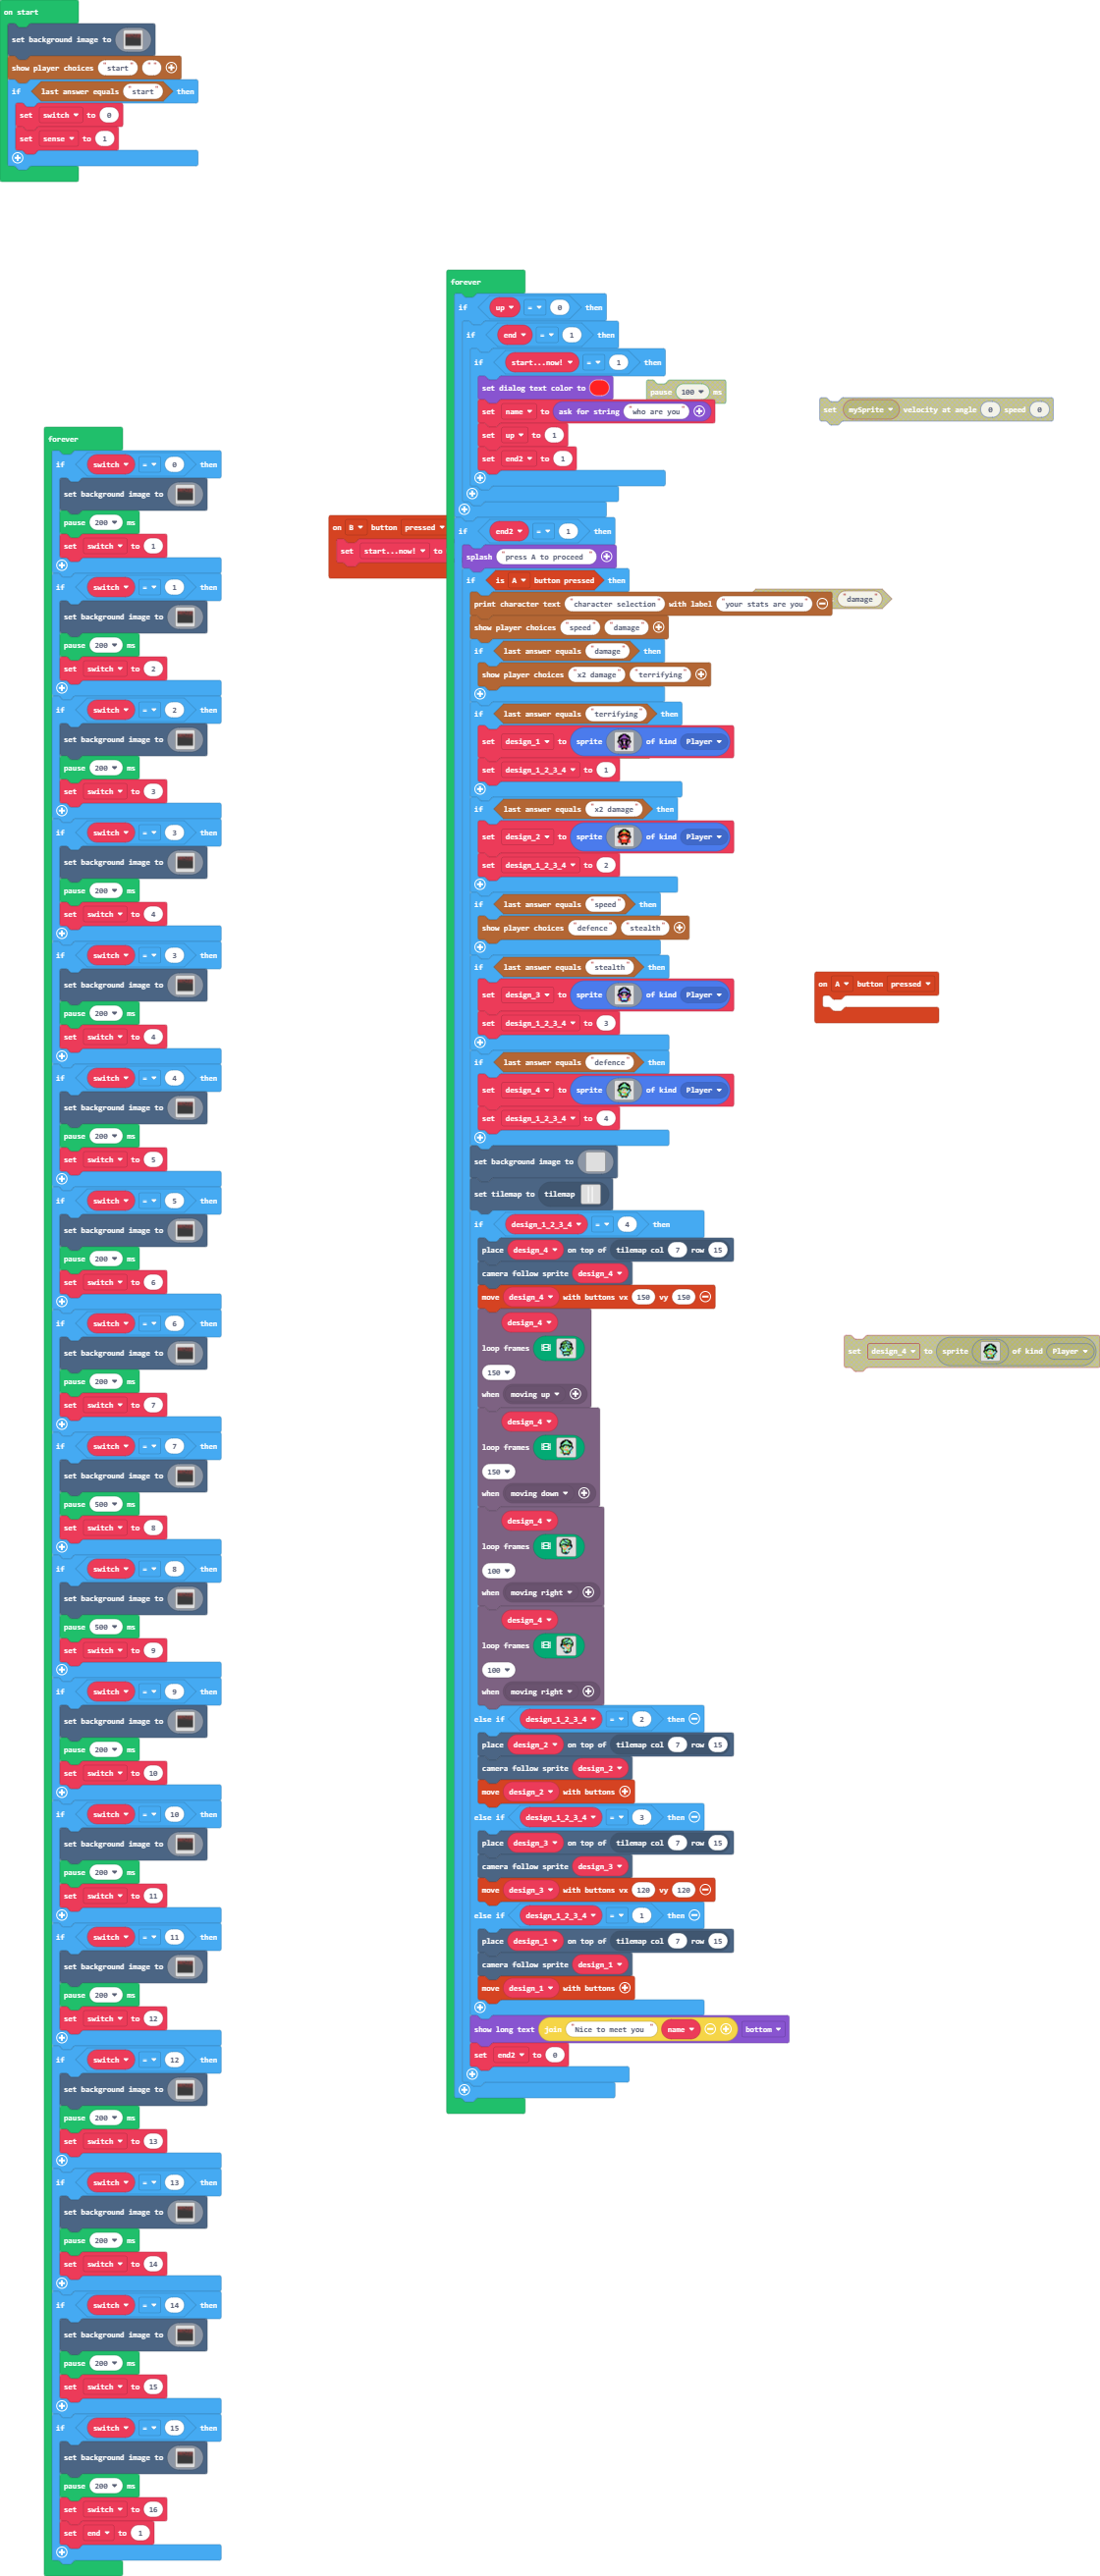 on start
set background image to
show player choices "start" ""
if last answer equals "start" then
set switch to 0
set sense to 1
forever
if switch = 0 then
set background image to
pause 200 ms
set switch to 1
if switch = 1 then
set background image to
pause 200 ms
set switch to 2
if switch = 2 then
set background image to
pause 200 ms
set switch to 3
if switch = 3 then
set background image to
pause 200 ms
set switch to 4
if switch = 3 then
set background image to
pause 200 ms
set switch to 4
if switch = 4 then
set background image to
pause 200 ms
set switch to 5
if switch = 5 then
set background image to
pause 200 ms
set switch to 6
if switch = 6 then
set background image to
pause 200 ms
set switch to 7
if switch = 7 then
set background image to
pause 500 ms
set switch to 8
if switch = 8 then
set background image to
pause 500 ms
set switch to 9
if switch = 9 then
set background image to
pause 200 ms
set switch to 10
if switch = 10 then
set background image to
pause 200 ms
set switch to 11
if switch = 11 then
set background image to
pause 200 ms
set switch to 12
if switch = 12 then
set background image to
pause 200 ms
set switch to 13
if switch = 13 then
set background image to
pause 200 ms
set switch to 14
if switch = 14 then
set background image to
pause 200 ms
set switch to 15
if switch = 15 then
set background image to
pause 200 ms
set switch to 16
set end to 1
on B button pressed
set start...now! to
forever
if up = 0 then
if end = 1 then
if start...now! = 1 then
set dialog text color to
set name to ask for string "who are you"
set up to 1
set end2 to 1
if end2 = 1 then
splash "press A to proceed "
if is A button pressed then
print character text "character selection" with label "your stats are you"
show player choices "speed" "damage"
if last answer equals "damage" then
show player choices "x2 damage" "terrifying"
if last answer equals "terrifying" then
set design_1 to sprite of kind Player
set design_1_2_3_4 to 1
if last answer equals "x2 damage" then
set design_2 to sprite of kind Player
set design_1_2_3_4 to 2
if last answer equals "speed" then
show player choices "defence" "stealth"
if last answer equals "stealth" then
set design_3 to sprite of kind Player
set design_1_2_3_4 to 3
if last answer equals "defence" then
set design_4 to sprite of kind Player
set design_1_2_3_4 to 4
set background image to
set tilemap to tilemap
if design_1_2_3_4 = 4 then
place design_4 on top of tilemap col 7 row 15
camera follow sprite design_4
move design_4 with buttons vx 150 vy 150
design_4
loop frames
150
when moving up
design_4
loop frames
150
when moving down
design_4
loop frames
100
when moving right
design_4
loop frames
100
when moving right
else if design_1_2_3_4 = 2 then
place design_2 on top of tilemap col 7 row 15
camera follow sprite design_2
move design_2 with buttons
else if design_1_2_3_4 = 3 then
place design_3 on top of tilemap col 7 row 15
camera follow sprite design_3
move design_3 with buttons vx 120 vy 120
else if design_1_2_3_4 = 1 then
place design_1 on top of tilemap col 7 row 15
camera follow sprite design_1
move design_1 with buttons
show long text join "Nice to meet you " name bottom
set end2 to 0
pause 100 ms
set mySprite velocity at angle 0 speed 0
"damage"
on A button pressed
set design_4 to sprite of kind Player